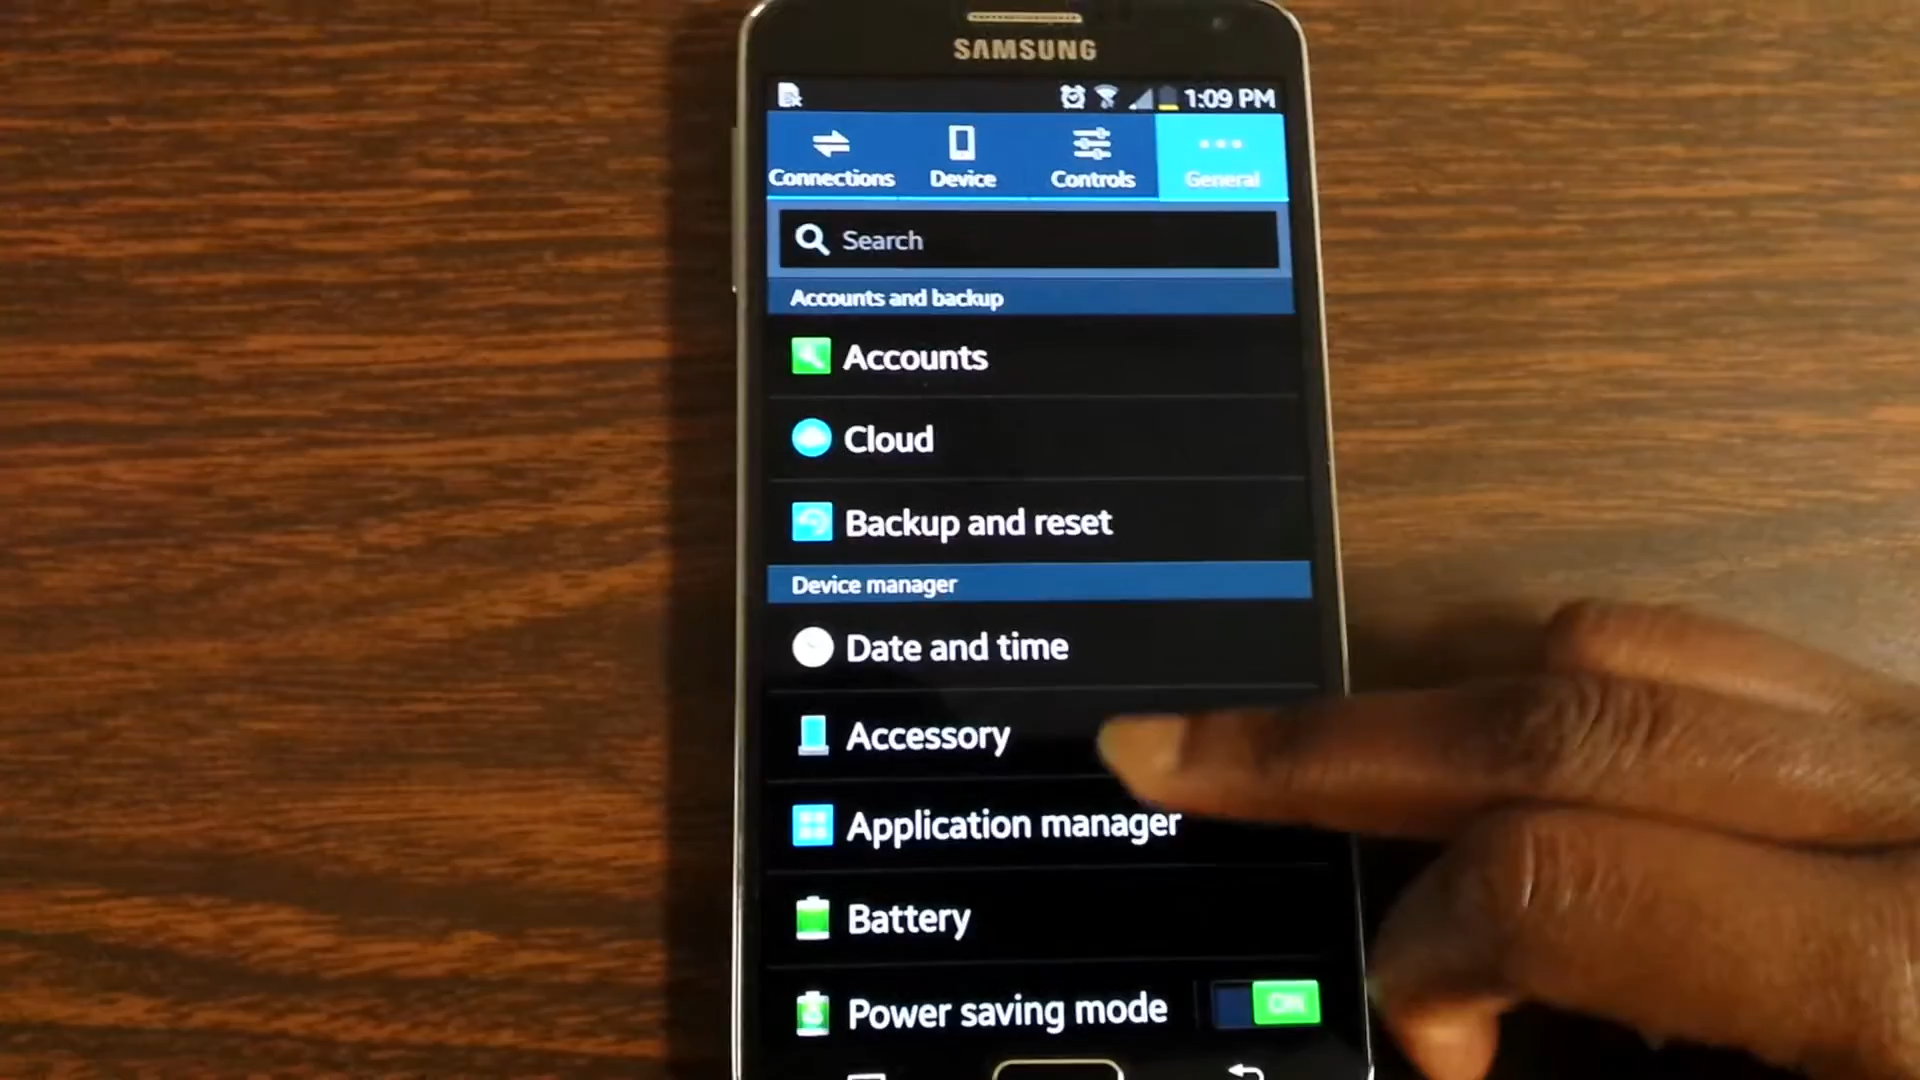 SAMSUNG
1:09 PM
Connections
Device
Controls
General
Search
Accounts and backup
Accounts
Cloud
Backup and reset
Device manager
Date and time
Accessory
Application manager
Battery
Power saving mode
ON